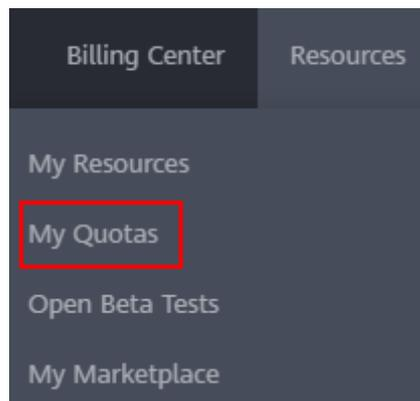 Billing Center Resources
My Resources
My Quotas
Open Beta Tests
My Marketplace